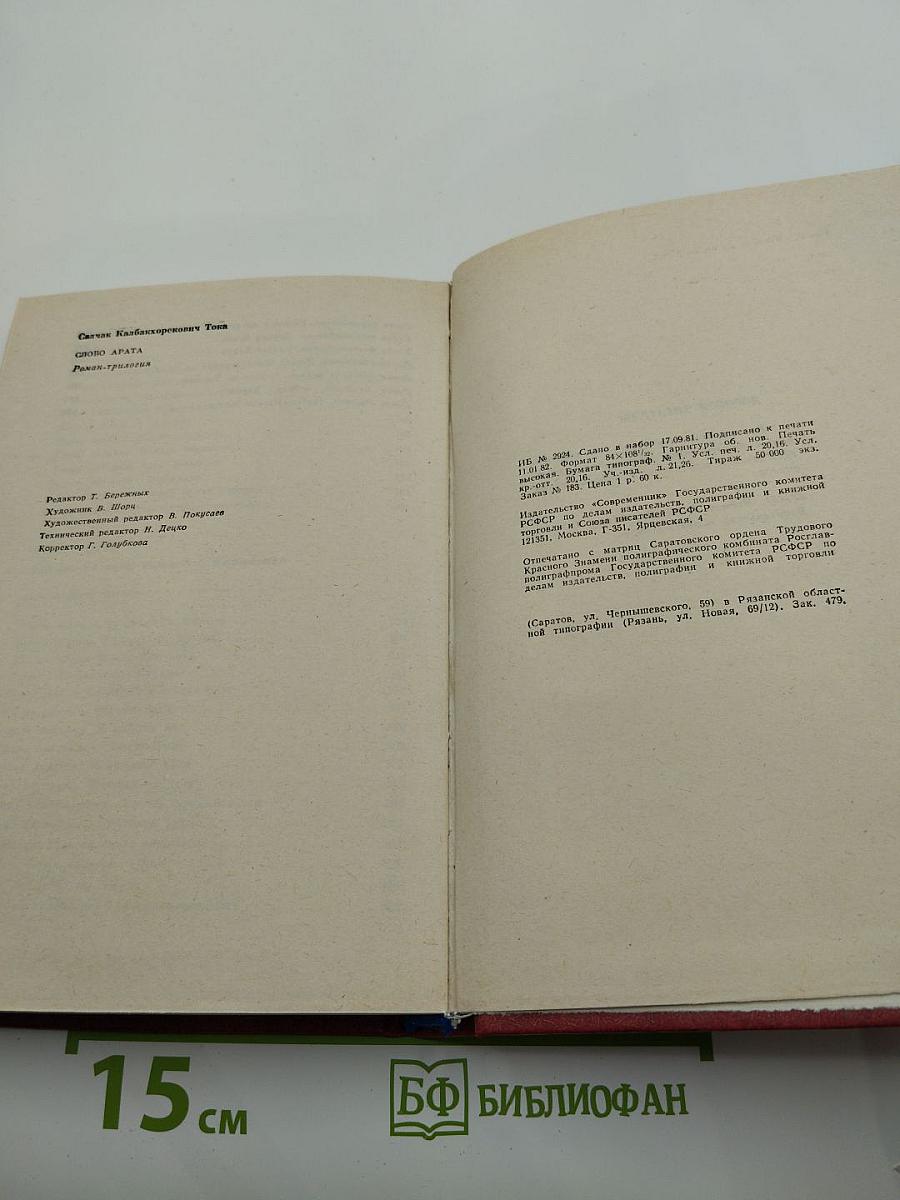 Салчак Калбакхорекович Тока
СЛОВО АРАТА
Роман-трилогия
Редактор Т. Бережных
Художник В. Шорц
Художественный редактор В. Покусаев
Технический редактор Н. Децко
Корректор Г. Голубкова
ИБ № 2924. Сдано в набор 17.09.81. Подписано к печати
11.01 82. Формат 84×108¹/₃₂. Гарнитура об. нов. Печать
высокая. Бумага типограф. № 1. Усл. печ. л. 20,16. Усл.
кр.-отт. 20,16. Уч.-изд. л. 21,26. Тираж 50 000 экз.
Заказ № 183. Цена 1 р. 60 к.
Издательство «Современник» Государственного комитета
РСФСР по делам издательств, полиграфии и книжной
торговли и Союза писателей РСФСР
121351, Москва, Г-351, Ярцевская, 4
Отпечатано с матриц Саратовского ордена Трудового
Красного Знамени полиграфического комбината Росглав-
полиграфпрома Государственного комитета РСФСР по
делам издательств, полиграфии и книжной торговли
(Саратов, ул. Чернышевского, 59) в Рязанской област-
ной типографии (Рязань, ул. Новая, 69/12). Зак. 479.
15 см
БФ БИБЛИОФАН